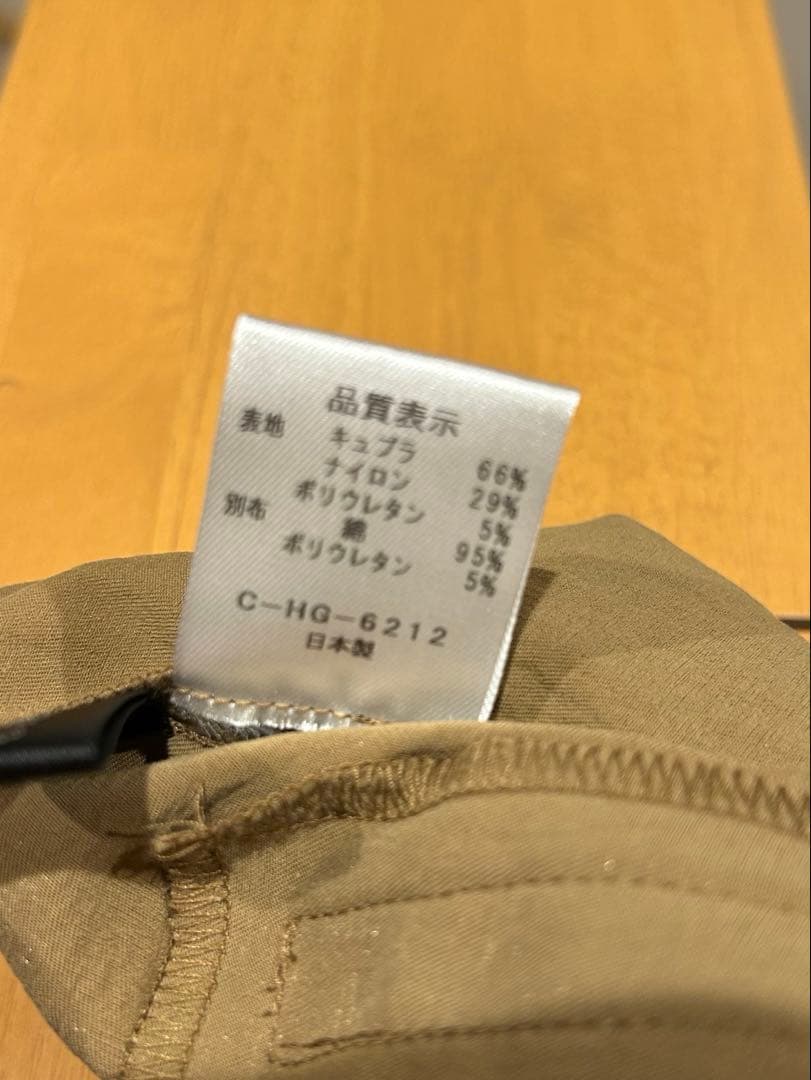 品質表示
表地 キュプラ 66%
ナイロン 29%
ポリウレタン 5%
別布 綿 95%
ポリウレタン 5%
C-HG-6212
日本製